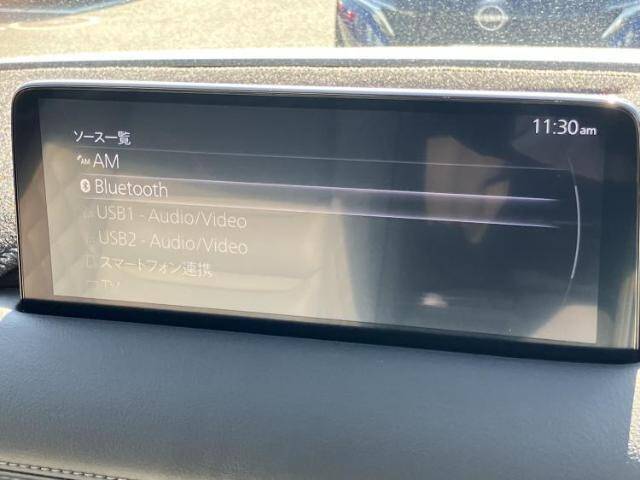 ソース一覧
11:30am
AM
Bluetooth
USB1 - Audio/Video
USB2 - Audio/Video
スマートフォン連携
TV